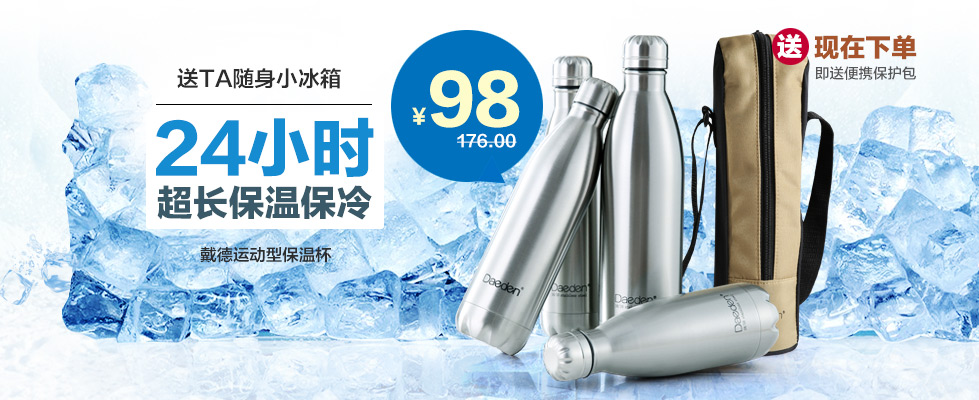 送TA随身小冰箱
24小时
超长保温保冷
戴德运动型保温杯
¥98
176.00
送 现在下单
即送便携保护包
Daeden®
Daeden®
Daeden®